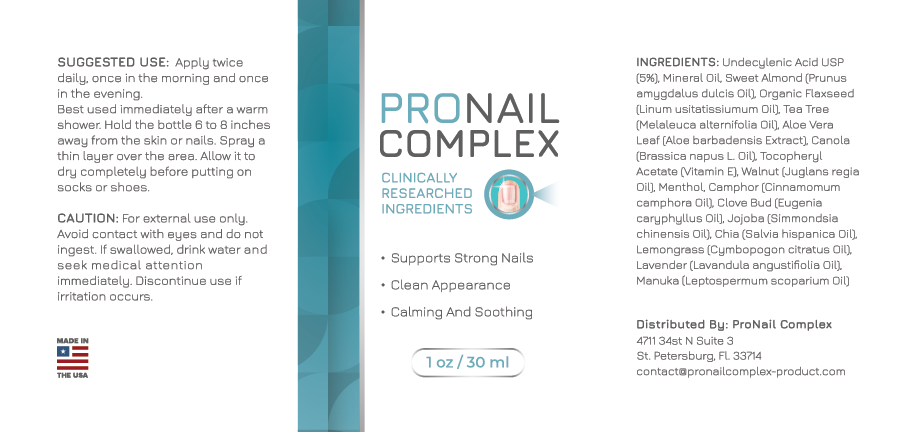 SUGGESTED USE: Apply twice
daily, once in the morning and once
in the evening.
Best used immediately after a warm
shower. Hold the bottle 6 to 8 inches
away from the skin or nails. Spray a
thin layer over the area. Allow it to
dry completely before putting on
socks or shoes.
CAUTION: For external use only.
Avoid contact with eyes and do not
ingest. If swallowed, drink water and
seek medical attention
immediately. Discontinue use if
irritation occurs.
MADE IN
THE USA
PRONAIL
COMPLEX
CLINICALLY
RESEARCHED
INGREDIENTS
• Supports Strong Nails
• Clean Appearance
• Calming And Soothing
1 oz / 30 ml
INGREDIENTS: Undecylenic Acid USP
(5%), Mineral Oil, Sweet Almond (Prunus
amygdalus dulcis Oil), Organic Flaxseed
(Linum usitatissiumum Oil), Tea Tree
(Melaleuca alternifolia Oil), Aloe Vera
Leaf (Aloe barbadensis Extract), Canola
(Brassica napus L. Oil), Tocopheryl
Acetate (Vitamin E), Walnut (Juglans regia
Oil), Menthol, Camphor (Cinnamomum
camphora Oil), Clove Bud (Eugenia
caryphyllus Oil), Jojoba (Simmondsia
chinensis Oil), Chia (Salvia hispanica Oil),
Lemongrass (Cymbopogon citratus Oil),
Lavender (Lavandula angustifiolia Oil),
Manuka (Leptospermum scoparium Oil)
Distributed By: ProNail Complex
4711 34st N Suite 3
St. Petersburg, Fl. 33714
contact@pronailcomplex-product.com